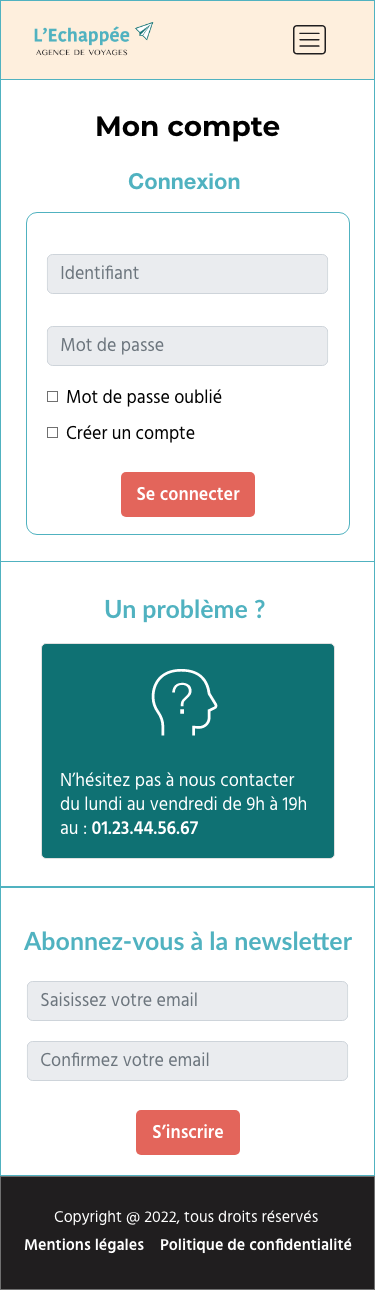 L'Echappée
AGENCE DE VOYAGES
Mon compte
Connexion
Identifiant
Mot de passe
Mot de passe oublié
Créer un compte
Se connecter
Un problème ?
?
N'hésitez pas à nous contacter
du lundi au vendredi de 9h à 19h
au : 01.23.44.56.67
Abonnez-vous à la newsletter
Saisissez votre email
Confirmez votre email
S'inscrire
Copyright @ 2022, tous droits réservés
Mentions légales Politique de confidentialité